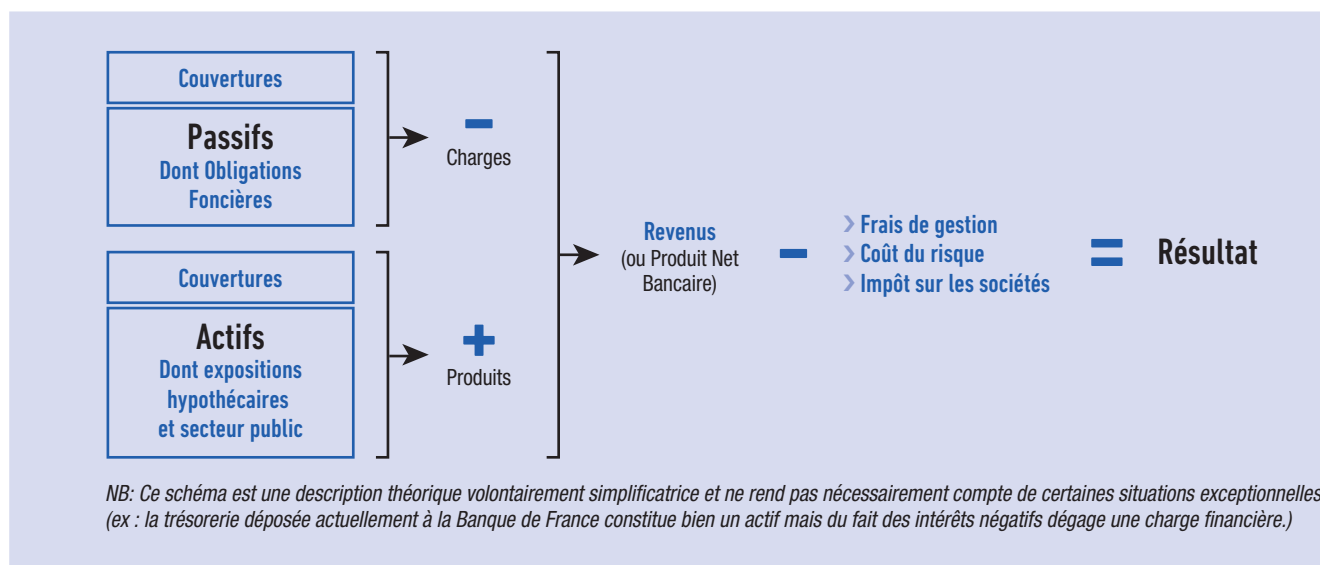 Couvertures
Passifs
Dont Obligations
Foncières
−
Charges
Couvertures
Actifs
Dont expositions
hypothécaires
et secteur public
+
Produits
Revenus
(ou Produit Net
Bancaire)
−
› Frais de gestion
› Coût du risque
› Impôt sur les sociétés
=
Résultat
NB: Ce schéma est une description théorique volontairement simplificatrice et ne rend pas nécessairement compte de certaines situations exceptionnelles
(ex : la trésorerie déposée actuellement à la Banque de France constitue bien un actif mais du fait des intérêts négatifs dégage une charge financière.)